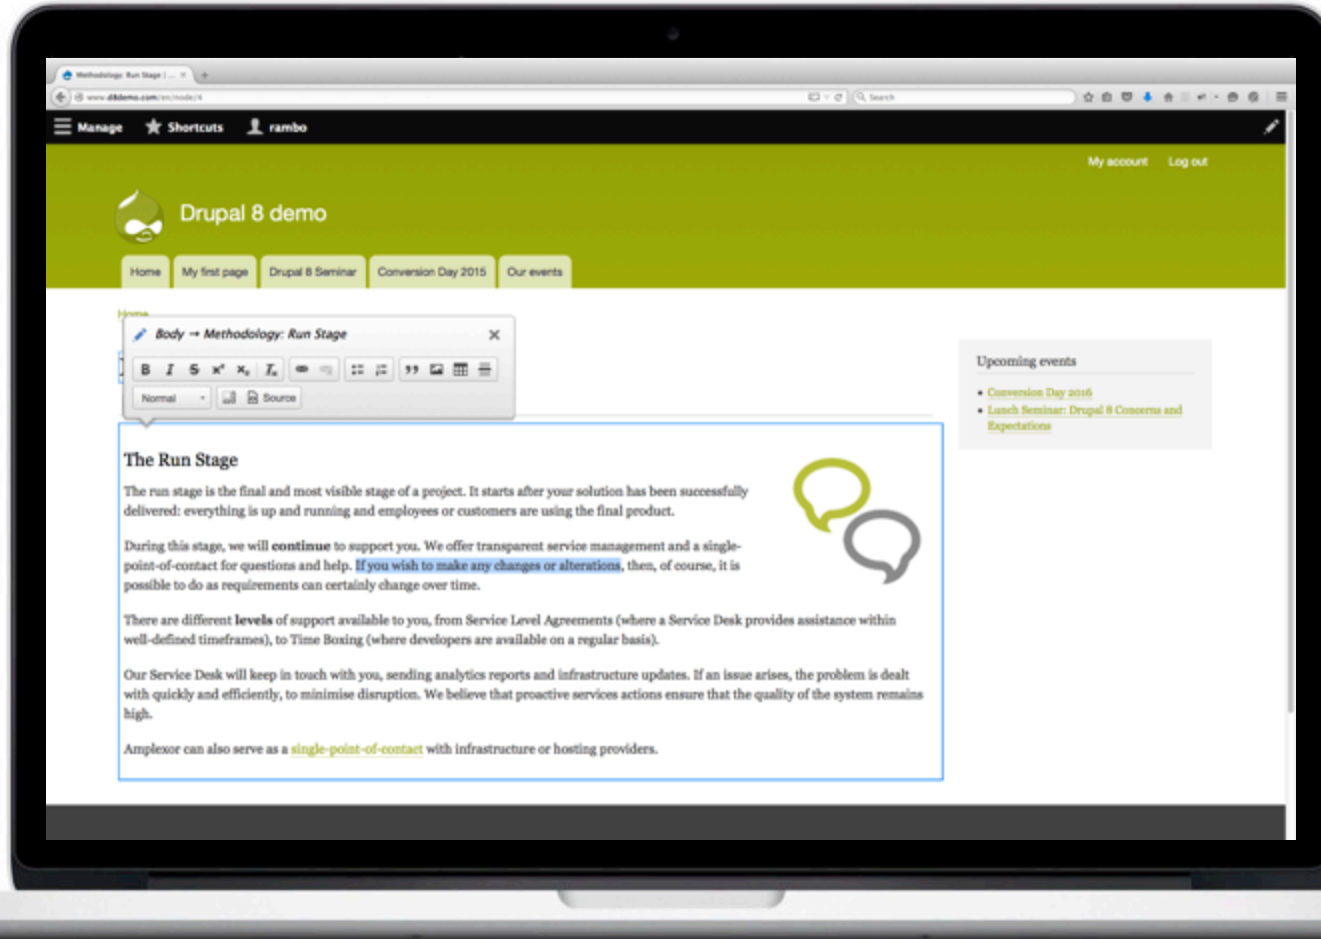 Methodology: Run Stage | ...
www.d8demo.com/en/node/4
Search
Manage Shortcuts rambo
My account Log out
Drupal 8 demo
Home My first page Drupal 8 Seminar Conversion Day 2015 Our events
Home
Body → Methodology: Run Stage
Normal Source
Upcoming events
Conversion Day 2016
Lunch Seminar: Drupal 8 Concerns and
Expectations
The Run Stage
The run stage is the final and most visible stage of a project. It starts after your solution has been successfully
delivered: everything is up and running and employees or customers are using the final product.
During this stage, we will continue to support you. We offer transparent service management and a single-
point-of-contact for questions and help. If you wish to make any changes or alterations, then, of course, it is
possible to do as requirements can certainly change over time.
There are different levels of support available to you, from Service Level Agreements (where a Service Desk provides assistance within
well-defined timeframes), to Time Boxing (where developers are available on a regular basis).
Our Service Desk will keep in touch with you, sending analytics reports and infrastructure updates. If an issue arises, the problem is dealt
with quickly and efficiently, to minimise disruption. We believe that proactive services actions ensure that the quality of the system remains
high.
Amplexor can also serve as a single-point-of-contact with infrastructure or hosting providers.